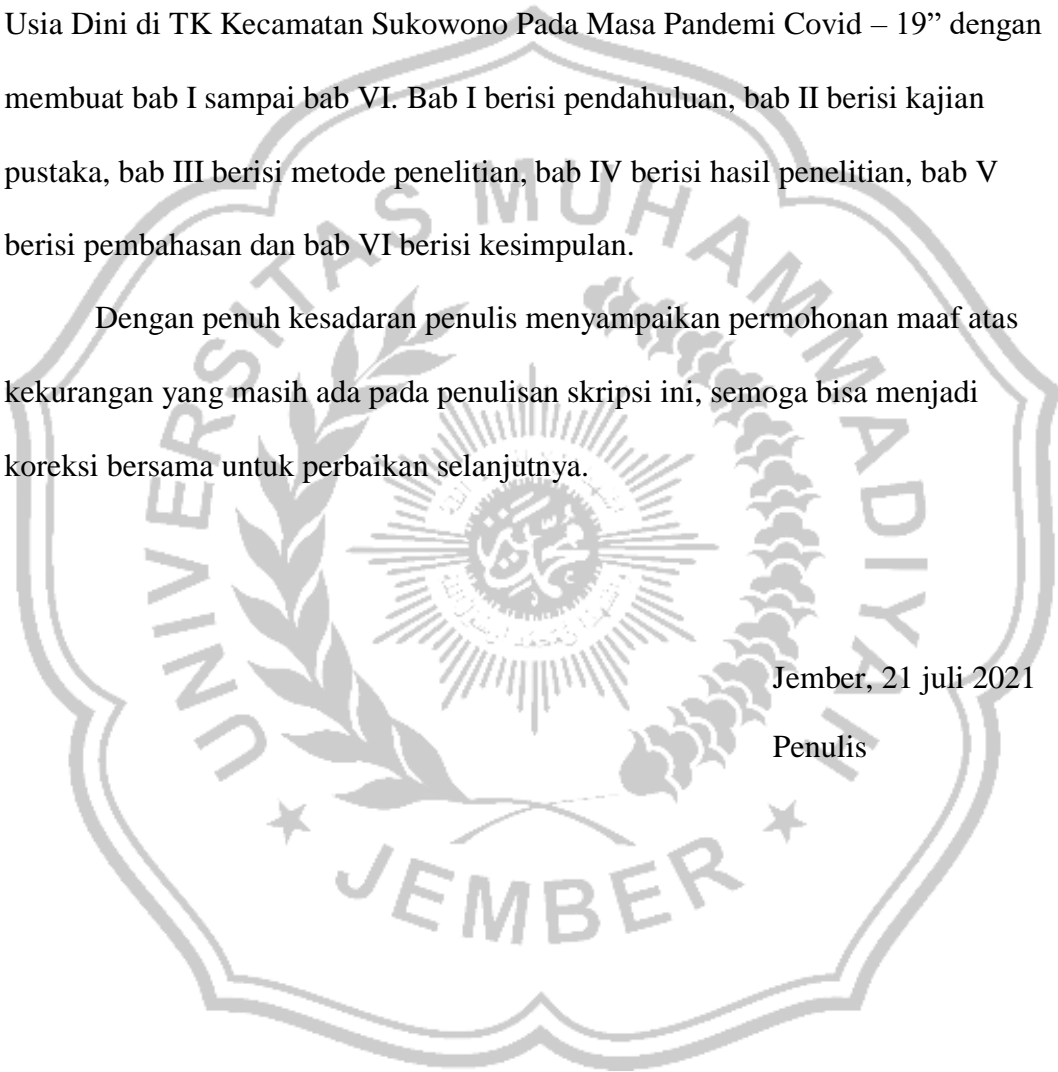 Usia Dini di TK Kecamatan Sukowono Pada Masa Pandemi Covid – 19” dengan
membuat bab I sampai bab VI. Bab I berisi pendahuluan, bab II berisi kajian
pustaka, bab III berisi metode penelitian, bab IV berisi hasil penelitian, bab V
berisi pembahasan dan bab VI berisi kesimpulan.
Dengan penuh kesadaran penulis menyampaikan permohonan maaf atas
kekurangan yang masih ada pada penulisan skripsi ini, semoga bisa menjadi
koreksi bersama untuk perbaikan selanjutnya.
Jember, 21 juli 2021
Penulis
UNIVERSITAS MUHAMMADIYAH
JEMBER